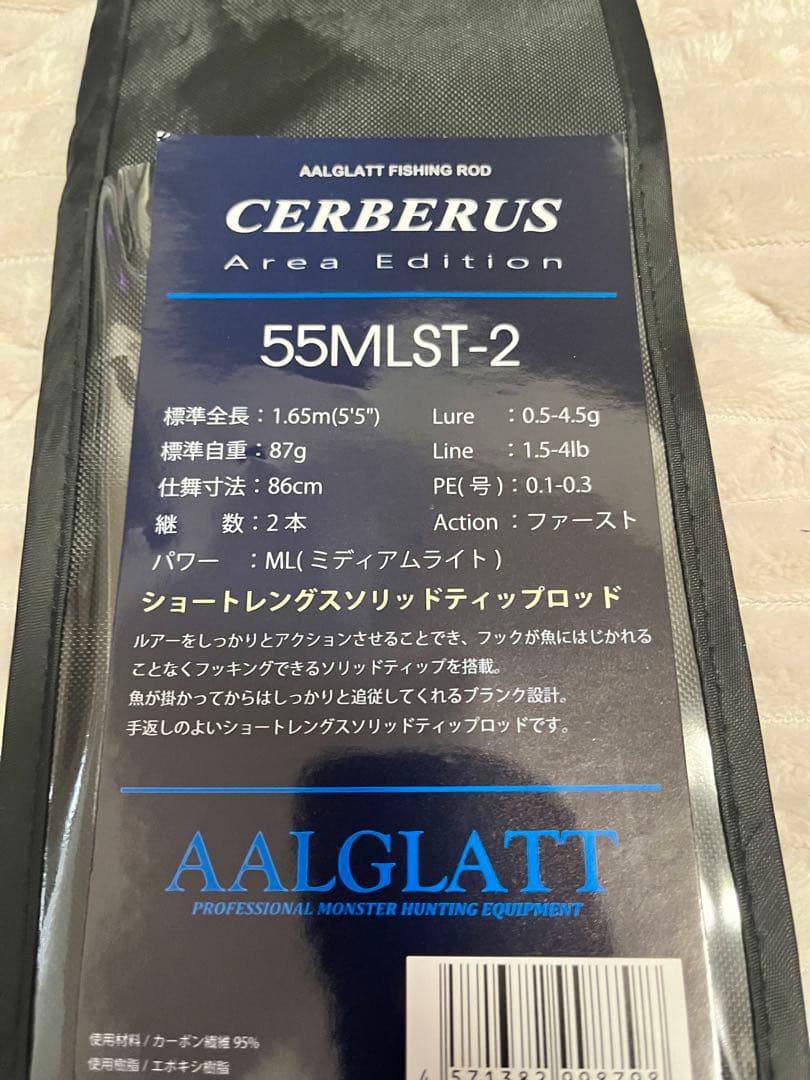 AALGLATT FISHING ROD
CERBERUS
Area Edition
55MLST-2
標準全長：1.65m(5'5")　Lure　：0.5-4.5g
標準自重：87g　Line　：1.5-4lb
仕舞寸法：86cm　PE(号)：0.1-0.3
継　　数：2本　Action：ファースト
パワー　：ML(ミディアムライト)
ショートレングスソリッドティップロッド
ルアーをしっかりとアクションさせることでき、フックが魚にはじかれる
ことなくフッキングできるソリッドティップを搭載。
魚が掛かってからはしっかりと追従してくれるブランク設計。
手返しのよいショートレングスソリッドティップロッドです。
AALGLATT
PROFESSIONAL MONSTER HUNTING EQUIPMENT
使用材料/カーボン繊維95%
使用樹脂/エポキシ樹脂